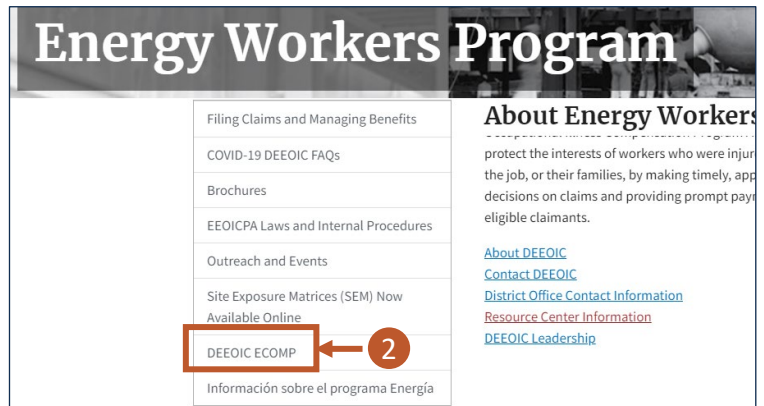 Energy Workers Program
Filing Claims and Managing Benefits
COVID-19 DEEOIC FAQs
Brochures
EEOICPA Laws and Internal Procedures
Outreach and Events
Site Exposure Matrices (SEM) Now
Available Online
DEEOIC ECOMP
2
Información sobre el programa Energía
About Energy Workers
protect the interests of workers who were injur
the job, or their families, by making timely, app
decisions on claims and providing prompt pay
eligible claimants.
About DEEOIC
Contact DEEOIC
District Office Contact Information
Resource Center Information
DEEOIC Leadership